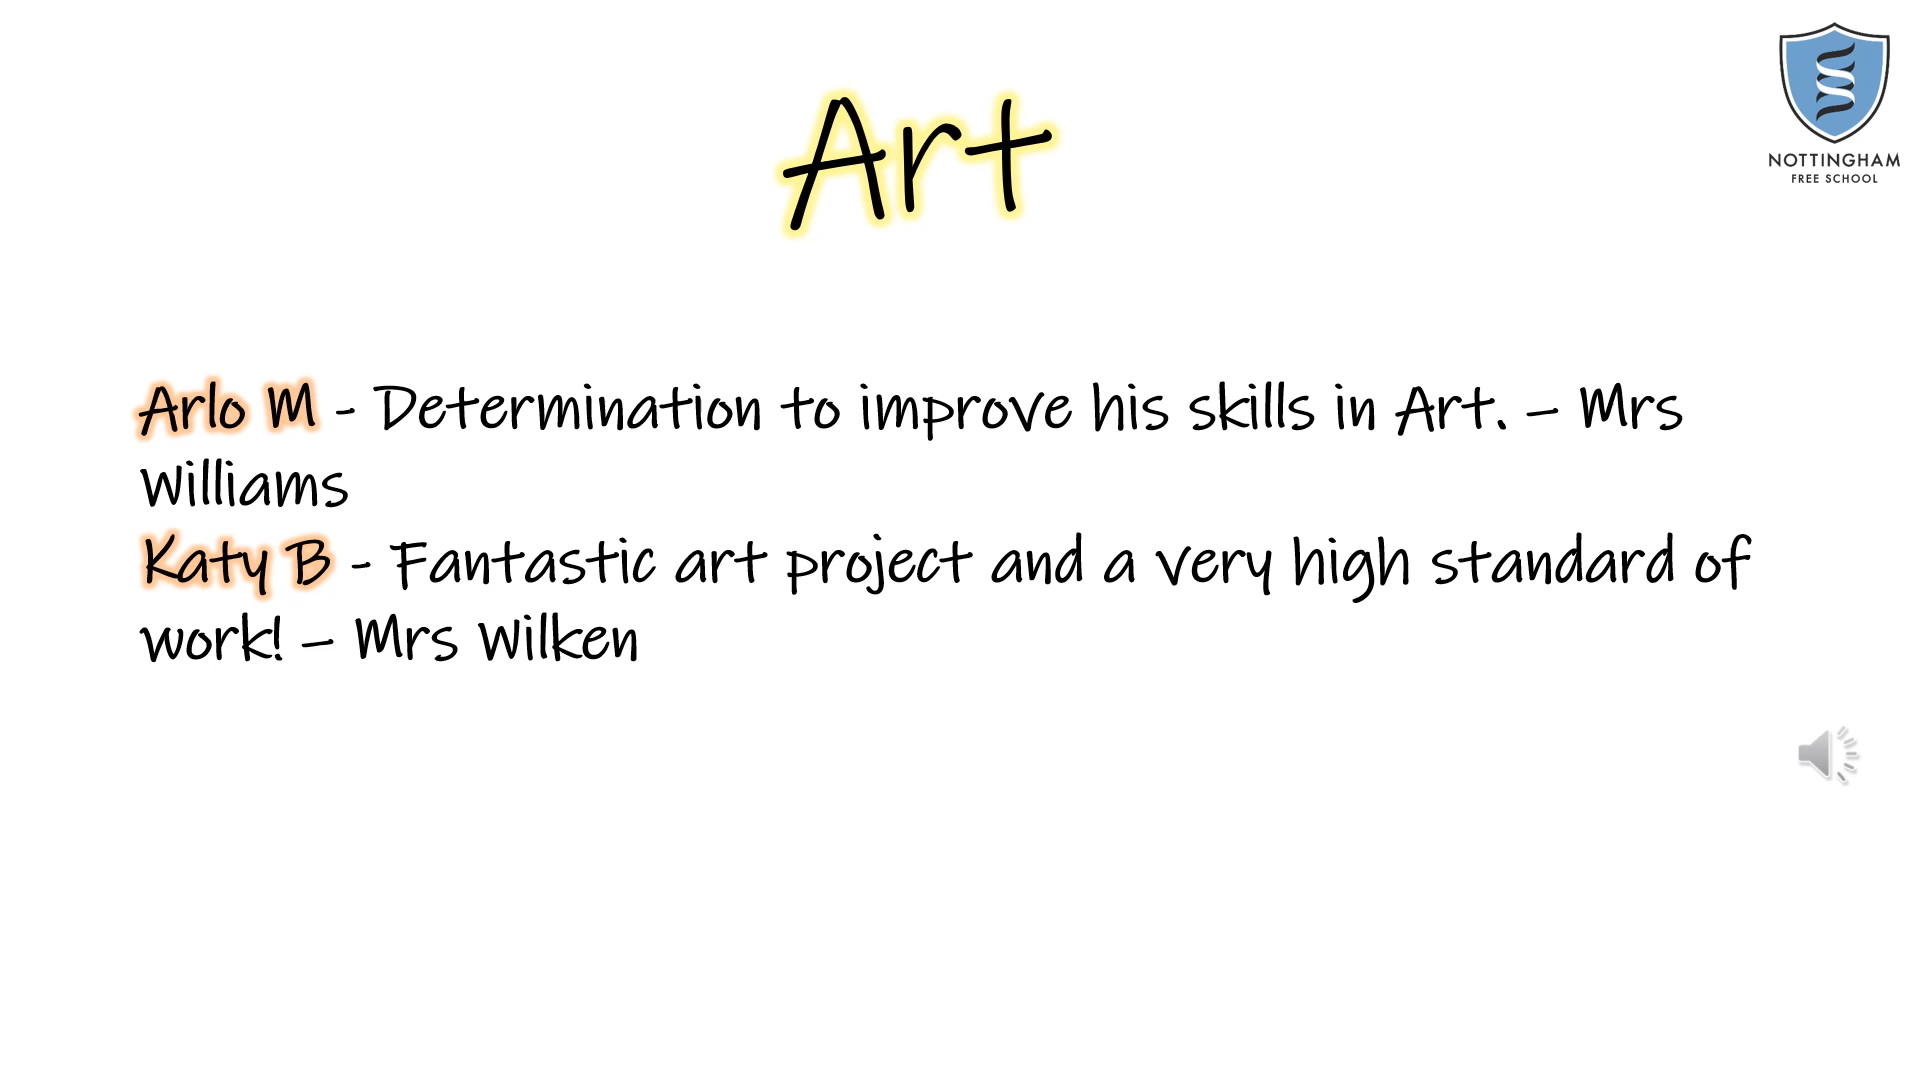 Art
NOTTINGHAM
FREE SCHOOL
Arlo M - Determination to improve his skills in Art. – Mrs
Williams
Katy B - Fantastic art project and a very high standard of
work! – Mrs Wilken